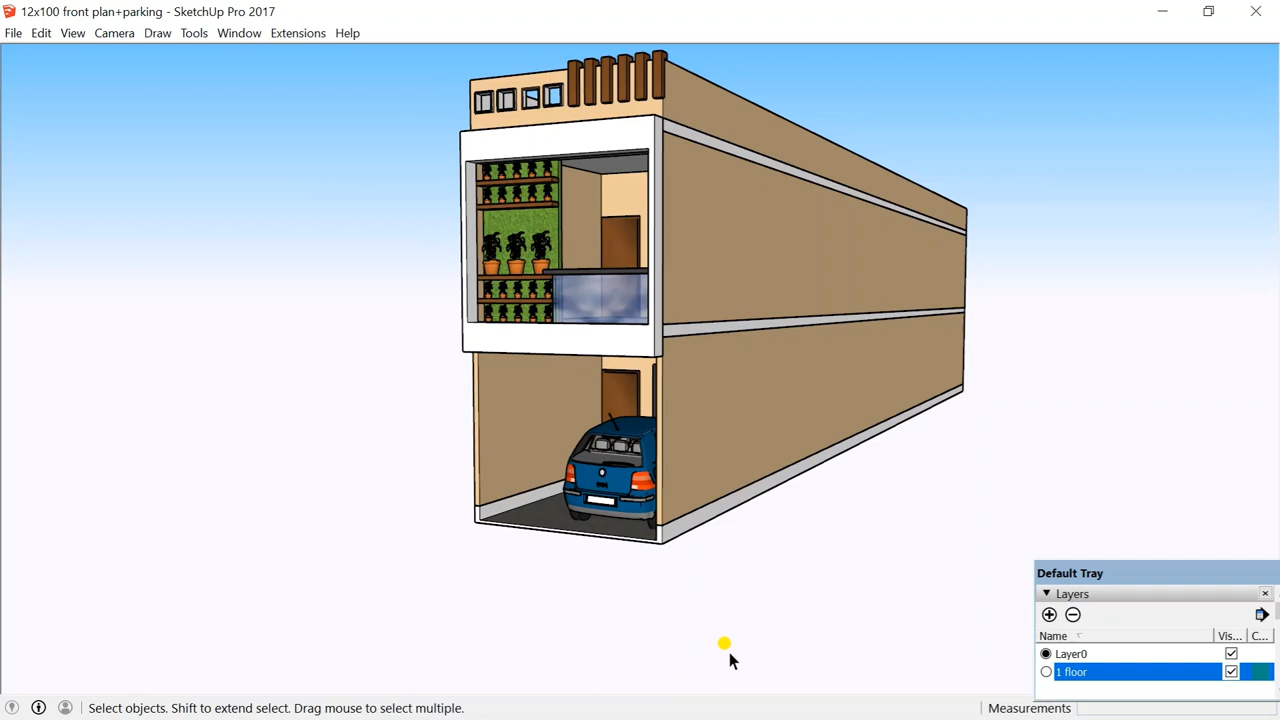 12x100 front plan+parking - SketchUp Pro 2017
File Edit View Camera Draw Tools Window Extensions Help
Default Tray
Layers
Name Vis... C...
Layer0
1 floor
Select objects. Shift to extend select. Drag mouse to select multiple. Measurements